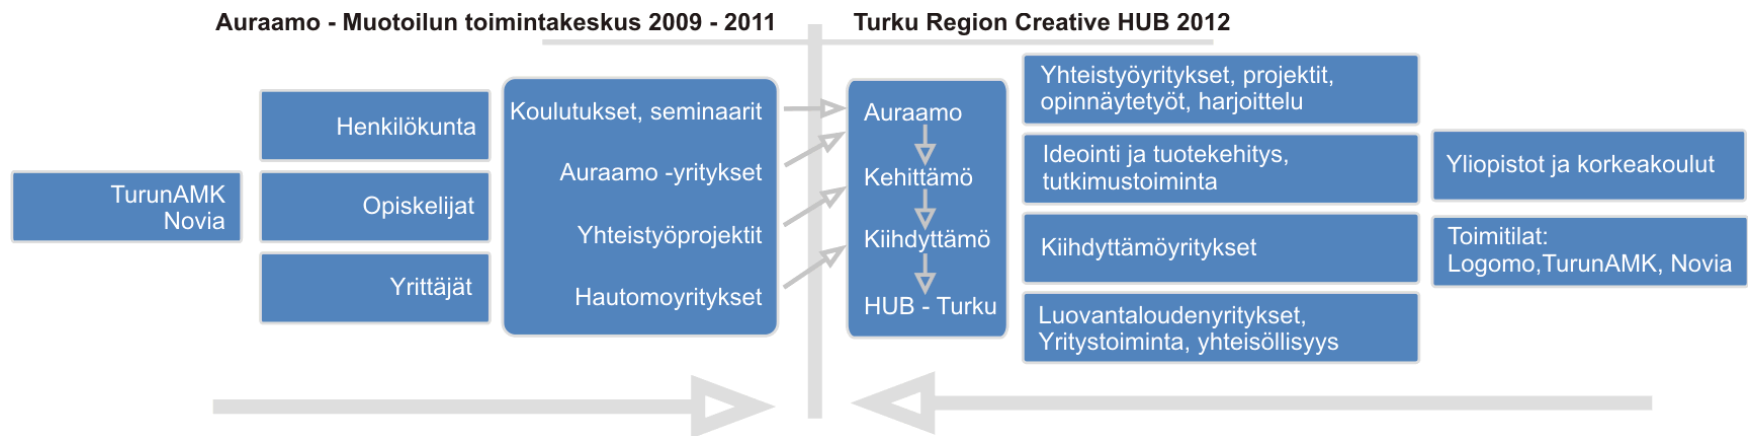 Auraamo - Muotoilun toimintakeskus 2009 - 2011
Turku Region Creative HUB 2012
TurunAMK
Novia
Henkilökunta
Opiskelijat
Yrittäjät
Koulutukset, seminaarit
Auraamo -yritykset
Yhteistyöprojektit
Hautomoyritykset
Auraamo
Kehittämö
Kiihdyttämö
HUB - Turku
Yhteistyöyritykset, projektit,
opinnäytetyöt, harjoittelu
Ideointi ja tuotekehitys,
tutkimustoiminta
Kiihdyttämöyritykset
Luovantaloudenyritykset,
Yritystoiminta, yhteisöllisyys
Yliopistot ja korkeakoulut
Toimitilat:
Logomo,TurunAMK, Novia